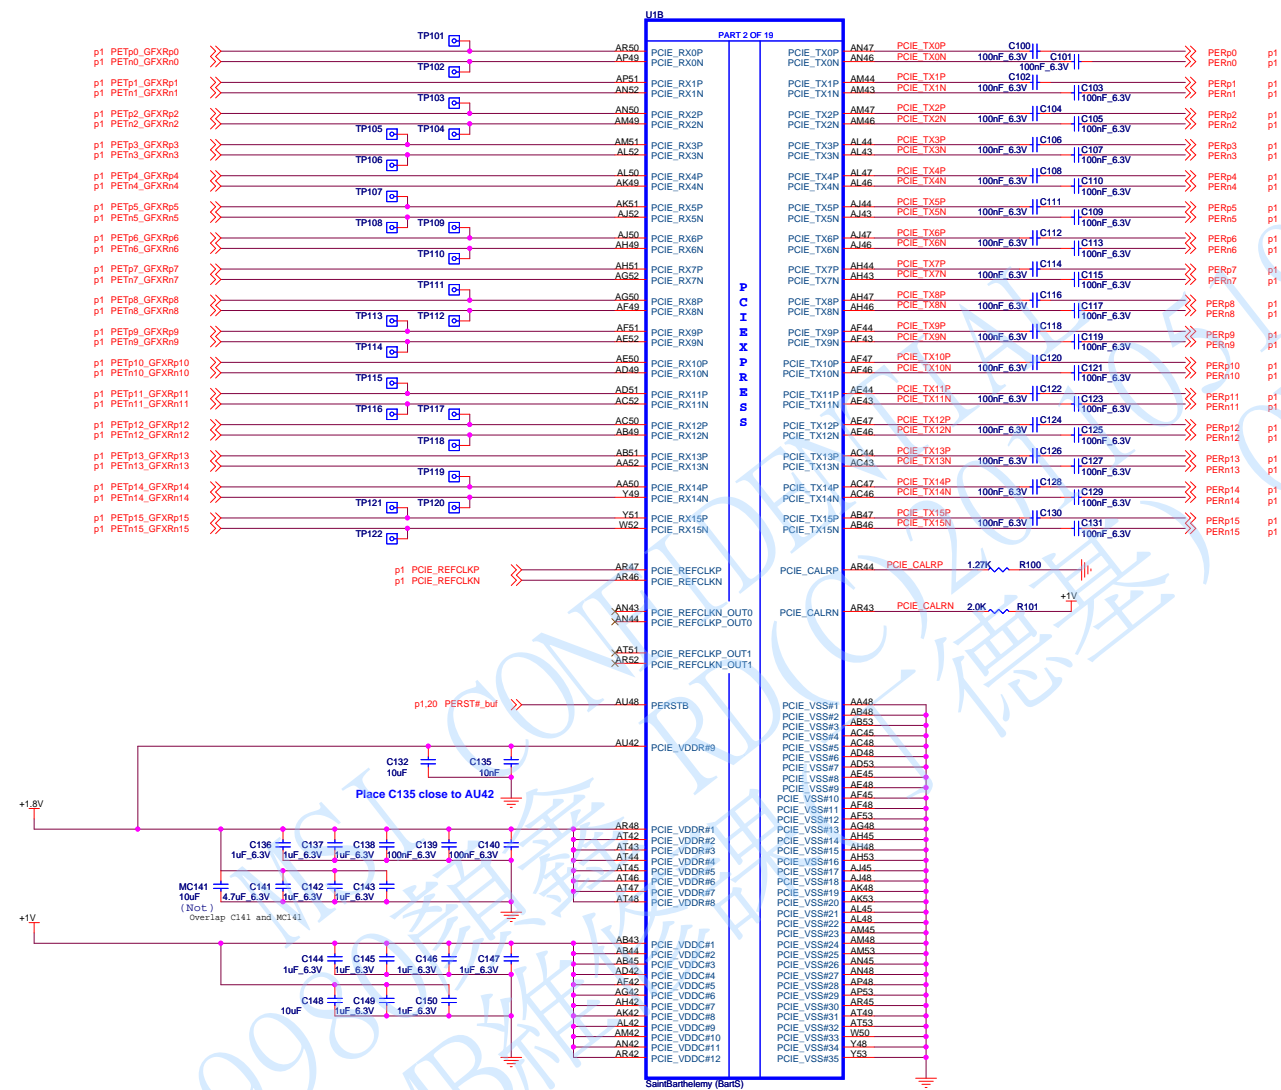 U1B
PART 2 OF 19
TP101
p1 PETp0_GFXRp0 AR50 PCIE_RX0P PCIE_TX0P AN47 PCIE_TX0P C100 PERp0 p1
p1 PETn0_GFXRn0 AP49 PCIE_RX0N PCIE_TX0N AN46 PCIE_TX0N 100nF_6.3V C101 100nF_6.3V PERn0 p1
TP102
p1 PETp1_GFXRp1 AP51 PCIE_RX1P PCIE_TX1P AM44 PCIE_TX1P C102 PERp1 p1
p1 PETn1_GFXRn1 AN52 PCIE_RX1N PCIE_TX1N AM43 PCIE_TX1N 100nF_6.3V C103 100nF_6.3V PERn1 p1
TP103
p1 PETp2_GFXRp2 AN50 PCIE_RX2P PCIE_TX2P AM47 PCIE_TX2P C104 PERp2 p1
p1 PETn2_GFXRn2 AM49 PCIE_RX2N PCIE_TX2N AM46 PCIE_TX2N 100nF_6.3V C105 100nF_6.3V PERn2 p1
TP105 TP104
p1 PETp3_GFXRp3 AM51 PCIE_RX3P PCIE_TX3P AL44 PCIE_TX3P C106 PERp3 p1
p1 PETn3_GFXRn3 AL52 PCIE_RX3N PCIE_TX3N AL43 PCIE_TX3N 100nF_6.3V C107 100nF_6.3V PERn3 p1
TP106
p1 PETp4_GFXRp4 AL50 PCIE_RX4P PCIE_TX4P AL47 PCIE_TX4P C108 PERp4 p1
p1 PETn4_GFXRn4 AK49 PCIE_RX4N PCIE_TX4N AL46 PCIE_TX4N 100nF_6.3V C110 100nF_6.3V PERn4 p1
TP107
p1 PETp5_GFXRp5 AK51 PCIE_RX5P PCIE_TX5P AJ44 PCIE_TX5P C111 PERp5 p1
p1 PETn5_GFXRn5 AJ52 PCIE_RX5N PCIE_TX5N AJ43 PCIE_TX5N 100nF_6.3V C109 100nF_6.3V PERn5 p1
TP108 TP109
p1 PETp6_GFXRp6 AJ50 PCIE_RX6P PCIE_TX6P AJ47 PCIE_TX6P C112 PERp6 p1
p1 PETn6_GFXRn6 AH49 PCIE_RX6N PCIE_TX6N AJ46 PCIE_TX6N 100nF_6.3V C113 100nF_6.3V PERn6 p1
TP110
p1 PETp7_GFXRp7 AH51 PCIE_RX7P PCIE_TX7P AH44 PCIE_TX7P C114 PERp7 p1
p1 PETn7_GFXRn7 AG52 PCIE_RX7N PCIE_TX7N AH43 PCIE_TX7N 100nF_6.3V C115 100nF_6.3V PERn7 p1
TP111
p1 PETp8_GFXRp8 AG50 PCIE_RX8P PCIE_TX8P AH47 PCIE_TX8P C116 PERp8 p1
p1 PETn8_GFXRn8 AF49 PCIE_RX8N PCIE_TX8N AH46 PCIE_TX8N 100nF_6.3V C117 100nF_6.3V PERn8 p1
TP113 TP112
p1 PETp9_GFXRp9 AF51 PCIE_RX9P PCIE_TX9P AF44 PCIE_TX9P C118 PERp9 p1
p1 PETn9_GFXRn9 AE52 PCIE_RX9N PCIE_TX9N AF43 PCIE_TX9N 100nF_6.3V C119 100nF_6.3V PERn9 p1
TP114
p1 PETp10_GFXRp10 AE50 PCIE_RX10P PCIE_TX10P AF47 PCIE_TX10P C120 PERp10 p1
p1 PETn10_GFXRn10 AD49 PCIE_RX10N PCIE_TX10N AF46 PCIE_TX10N 100nF_6.3V C121 100nF_6.3V PERn10 p1
TP115
p1 PETp11_GFXRp11 AD51 PCIE_RX11P PCIE_TX11P AE44 PCIE_TX11P C122 PERp11 p1
p1 PETn11_GFXRn11 AC52 PCIE_RX11N PCIE_TX11N AE43 PCIE_TX11N 100nF_6.3V C123 100nF_6.3V PERn11 p1
TP116 TP117
p1 PETp12_GFXRp12 AC50 PCIE_RX12P PCIE_TX12P AE47 PCIE_TX12P C124 PERp12 p1
p1 PETn12_GFXRn12 AB49 PCIE_RX12N PCIE_TX12N AE46 PCIE_TX12N 100nF_6.3V C125 100nF_6.3V PERn12 p1
TP118
p1 PETp13_GFXRp13 AB51 PCIE_RX13P PCIE_TX13P AC44 PCIE_TX13P C126 PERp13 p1
p1 PETn13_GFXRn13 AA52 PCIE_RX13N PCIE_TX13N AC43 PCIE_TX13N 100nF_6.3V C127 100nF_6.3V PERn13 p1
TP119
p1 PETp14_GFXRp14 AA50 PCIE_RX14P PCIE_TX14P AC47 PCIE_TX14P C128 PERp14 p1
p1 PETn14_GFXRn14 Y49 PCIE_RX14N PCIE_TX14N AC46 PCIE_TX14N 100nF_6.3V C129 100nF_6.3V PERn14 p1
TP121 TP120
p1 PETp15_GFXRp15 Y51 PCIE_RX15P PCIE_TX15P AB47 PCIE_TX15P C130 PERp15 p1
p1 PETn15_GFXRn15 W52 PCIE_RX15N PCIE_TX15N AB46 PCIE_TX15N 100nF_6.3V C131 100nF_6.3V PERn15 p1
TP122
PCIEXPRESS
p1 PCIE_REFCLKP AR47 PCIE_REFCLKP PCIE_CALRP AR44 PCIE_CALRP 1.27K R100
p1 PCIE_REFCLKN AR46 PCIE_REFCLKN
+1V
AN43 PCIE_REFCLKN_OUT0 PCIE_CALRN AR43 PCIE_CALRN 2.0K R101
AN44 PCIE_REFCLKP_OUT0
AT51 PCIE_REFCLKP_OUT1
AR52 PCIE_REFCLKN_OUT1
p1,20 PERST#_buf AU48 PERSTB PCIE_VSS#1 AA48
PCIE_VSS#2 AB48
PCIE_VSS#3 AB53
PCIE_VSS#4 AC45
AU42 PCIE_VDDR#9 PCIE_VSS#5 AC48
PCIE_VSS#6 AD48
C132 10uF C135 10nF PCIE_VSS#7 AD53
PCIE_VSS#8 AE45
PCIE_VSS#9 AE48
Place C135 close to AU42 PCIE_VSS#10 AF45
+1.8V PCIE_VSS#11 AF48
PCIE_VSS#12 AF53
AR48 PCIE_VDDR#1 PCIE_VSS#13 AG48
AT42 PCIE_VDDR#2 PCIE_VSS#14 AH45
C136 C137 C138 C139 C140 AT43 PCIE_VDDR#3 PCIE_VSS#15 AH48
1uF_6.3V 1uF_6.3V 1uF_6.3V 100nF_6.3V 100nF_6.3V AT44 PCIE_VDDR#4 PCIE_VSS#16 AH53
AT45 PCIE_VDDR#5 PCIE_VSS#17 AJ45
AT46 PCIE_VDDR#6 PCIE_VSS#18 AJ48
MC141 C141 C142 C143 AT47 PCIE_VDDR#7 PCIE_VSS#19 AK48
10uF 4.7uF_6.3V 1uF_6.3V 1uF_6.3V AT48 PCIE_VDDR#8 PCIE_VSS#20 AK53
(Not) PCIE_VSS#21 AL45
Overlap C141 and MC141 PCIE_VSS#22 AL48
+1V PCIE_VSS#23 AM45
AB43 PCIE_VDDC#1 PCIE_VSS#24 AM48
AB44 PCIE_VDDC#2 PCIE_VSS#25 AM53
C144 C145 C146 C147 AB45 PCIE_VDDC#3 PCIE_VSS#26 AN45
1uF_6.3V 1uF_6.3V 1uF_6.3V 1uF_6.3V AD42 PCIE_VDDC#4 PCIE_VSS#27 AN48
AF42 PCIE_VDDC#5 PCIE_VSS#28 AP48
AG42 PCIE_VDDC#6 PCIE_VSS#29 AP53
C148 C149 C150 AH42 PCIE_VDDC#7 PCIE_VSS#30 AR45
10uF 1uF_6.3V 1uF_6.3V AK42 PCIE_VDDC#8 PCIE_VSS#31 AT49
AL42 PCIE_VDDC#9 PCIE_VSS#32 AT53
AM42 PCIE_VDDC#10 PCIE_VSS#33 W50
AN42 PCIE_VDDC#11 PCIE_VSS#34 Y48
AR42 PCIE_VDDC#12 PCIE_VSS#35 Y53
SaintBarthelemy (BartS)
MSI CONFIDENTIAL